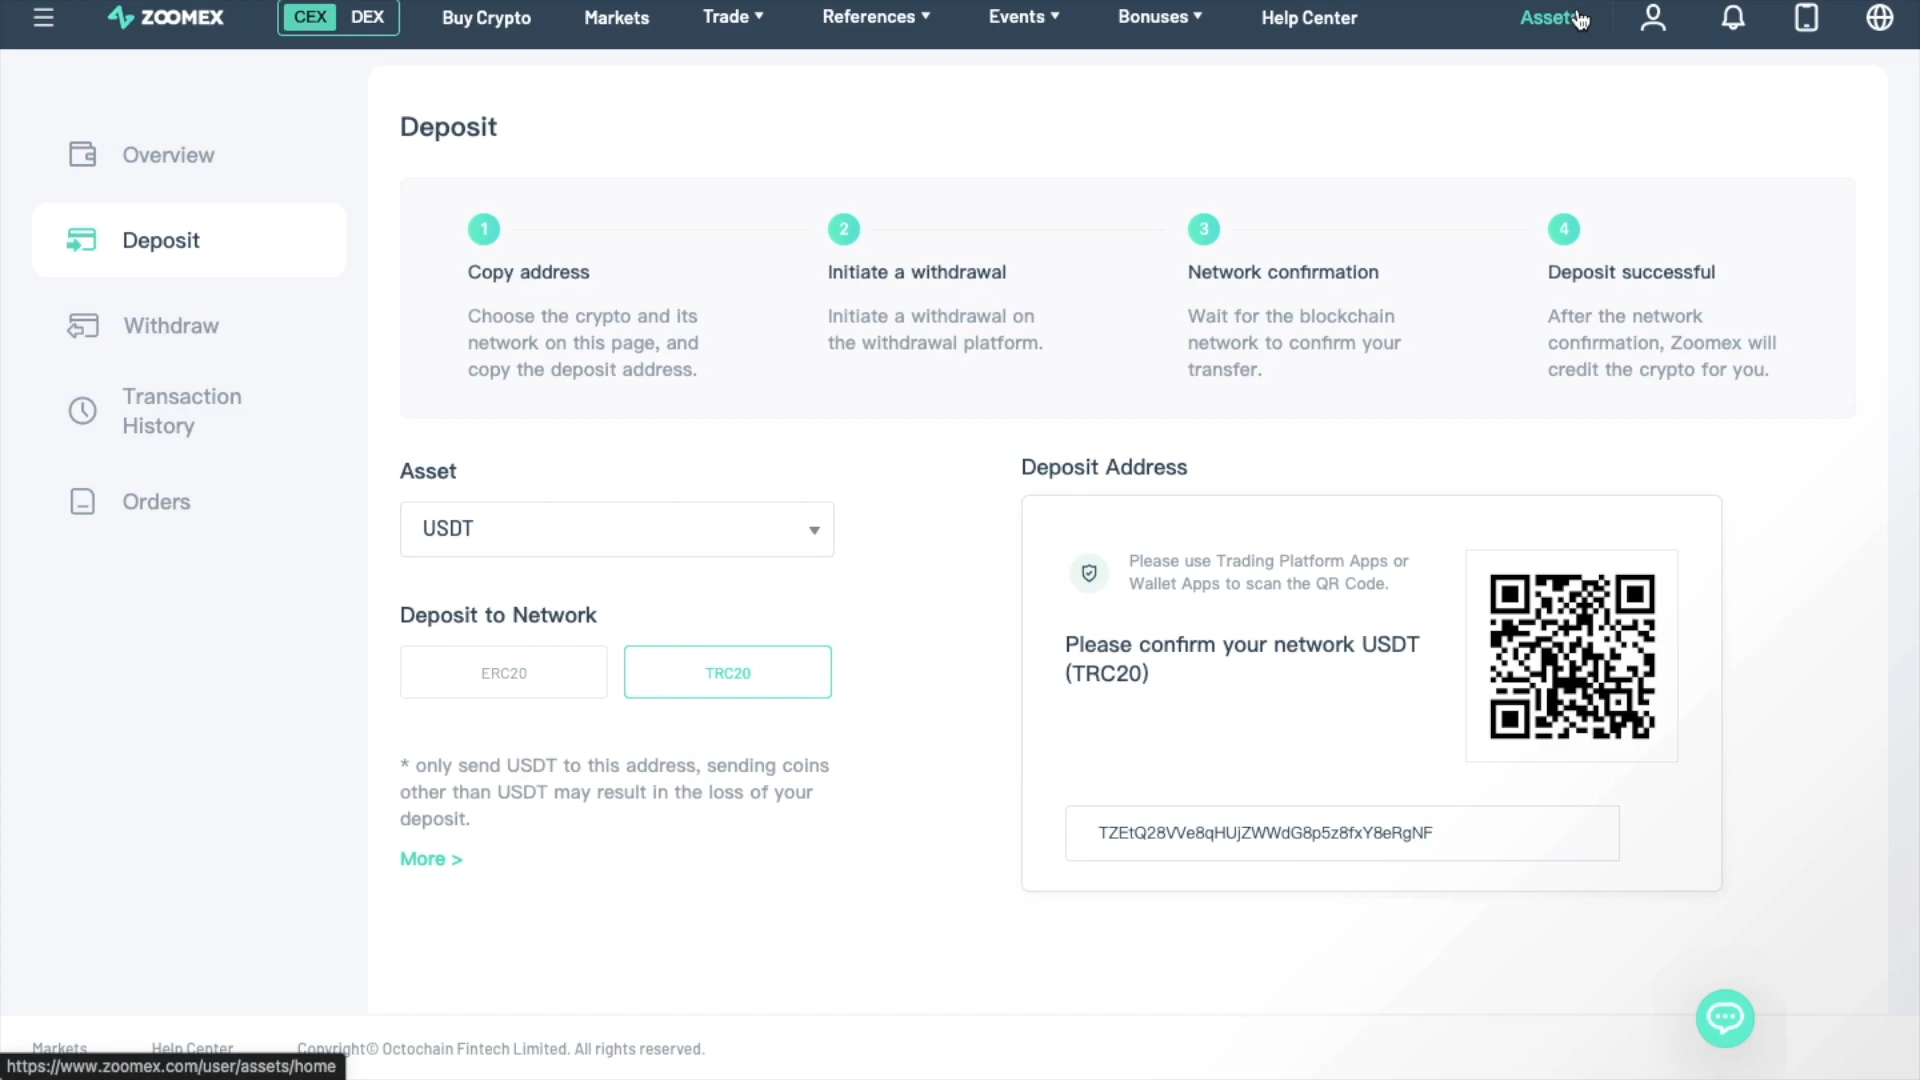 ZOOMEX
CEX DEX
Buy Crypto
Markets
Trade
References
Events
Bonuses
Help Center
Assets
Overview
Deposit
Withdraw
Transaction
History
Orders
Deposit
1
Copy address
Choose the crypto and its
network on this page, and
copy the deposit address.
2
Initiate a withdrawal
Initiate a withdrawal on
the withdrawal platform.
3
Network confirmation
Wait for the blockchain
network to confirm your
transfer.
4
Deposit successful
After the network
confirmation, Zoomex will
credit the crypto for you.
Asset
USDT
Deposit to Network
ERC20
TRC20
* only send USDT to this address, sending coins
other than USDT may result in the loss of your
deposit.
More >
Deposit Address
Please use Trading Platform Apps or
Wallet Apps to scan the QR Code.
Please confirm your network USDT
(TRC20)
TZEtQ28VVe8qHUjZWWdG8p5z8fxY8eRgNF
Markets
Help Center
Copyright© Octochain Fintech Limited. All rights reserved.
https://www.zoomex.com/user/assets/home